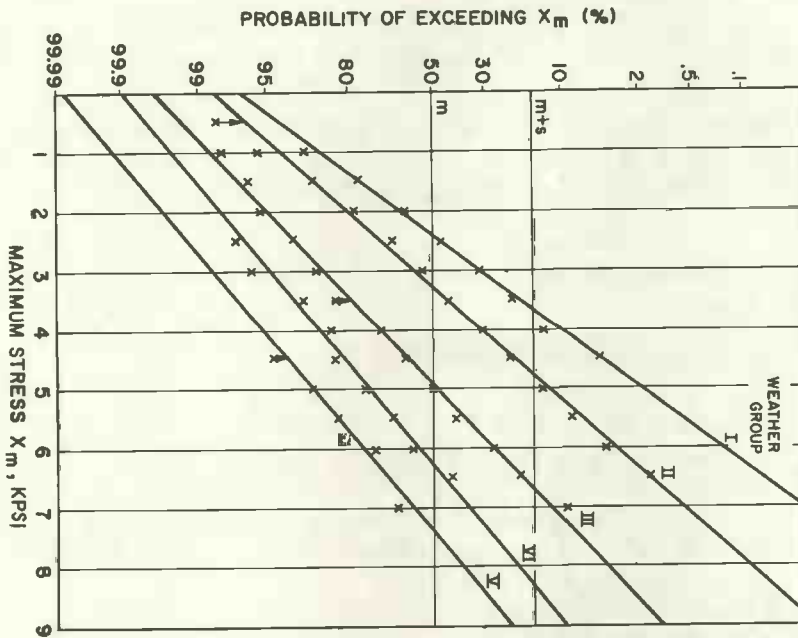 PROBABILITY OF EXCEEDING Xm (%)
99.99
99.9
99
95
80
50
30
10
2
.5
.1
m
m+s
1
2
3
4
5
6
7
8
9
MAXIMUM STRESS Xm, KPSI
WEATHER
GROUP
I
II
III
VI
V